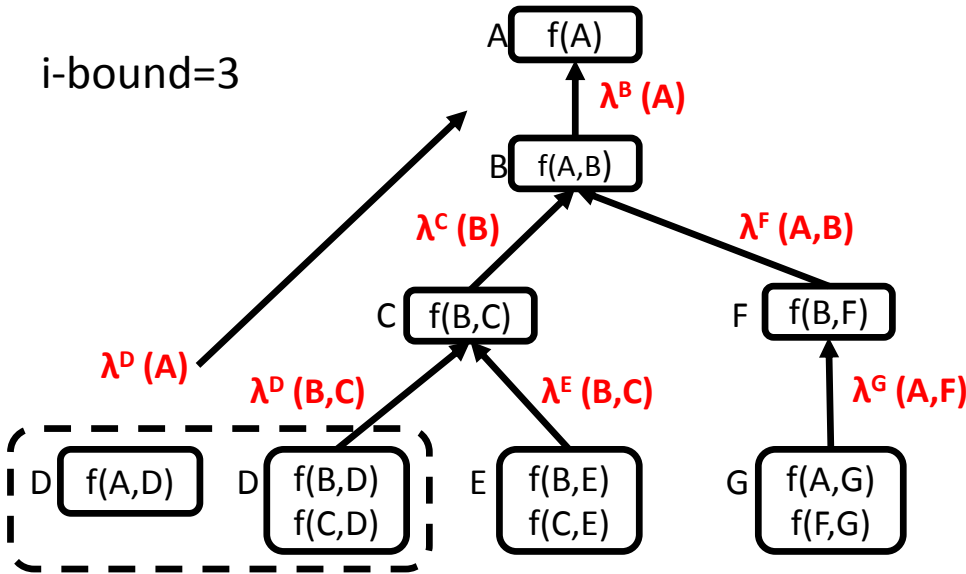 A
f(A)
i-bound=3
λᴮ (A)
B
f(A,B)
λᶜ (B)
λᶠ (A,B)
C
f(B,C)
F
f(B,F)
λᴰ (A)
λᴰ (B,C)
λᴱ (B,C)
λᴳ (A,F)
D
f(A,D)
D
f(B,D)
f(C,D)
E
f(B,E)
f(C,E)
G
f(A,G)
f(F,G)